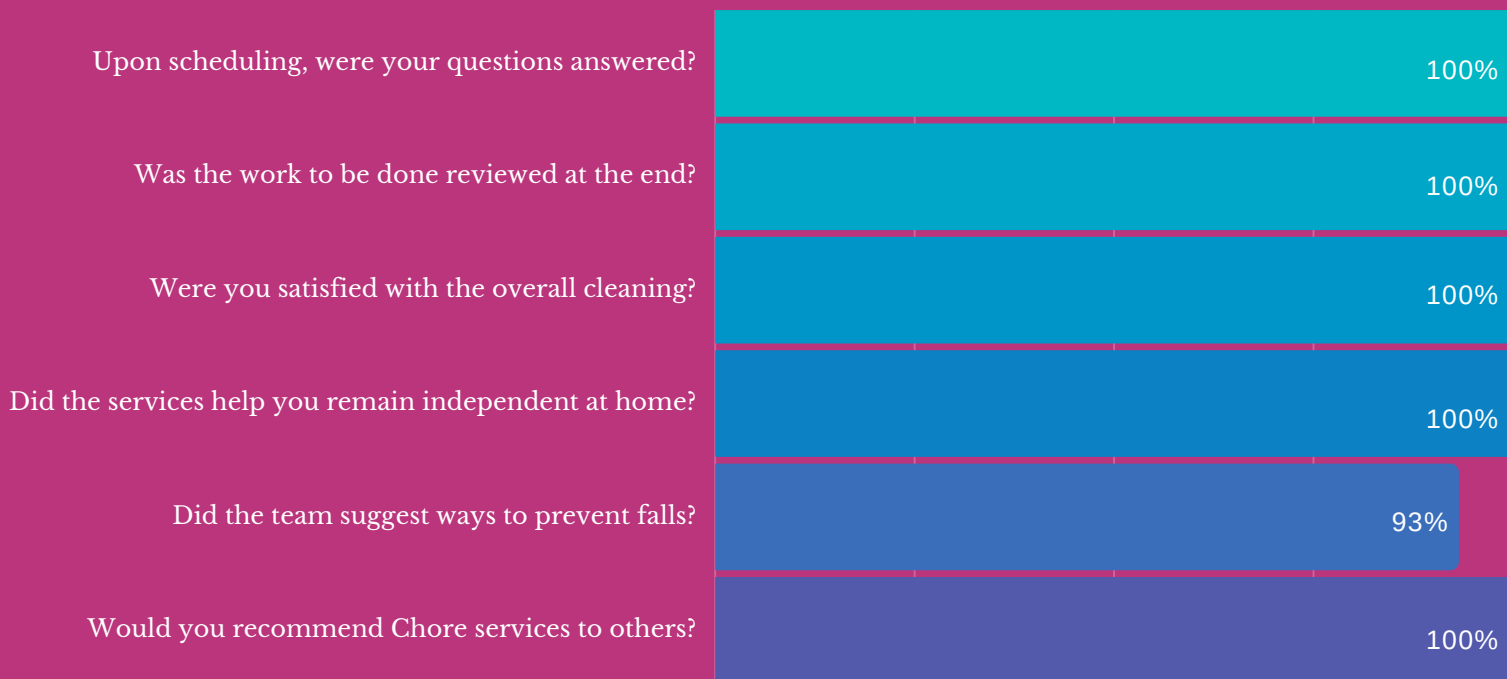 Upon scheduling, were your questions answered?
100%
Was the work to be done reviewed at the end?
100%
Were you satisfied with the overall cleaning?
100%
Did the services help you remain independent at home?
100%
Did the team suggest ways to prevent falls?
93%
Would you recommend Chore services to others?
100%